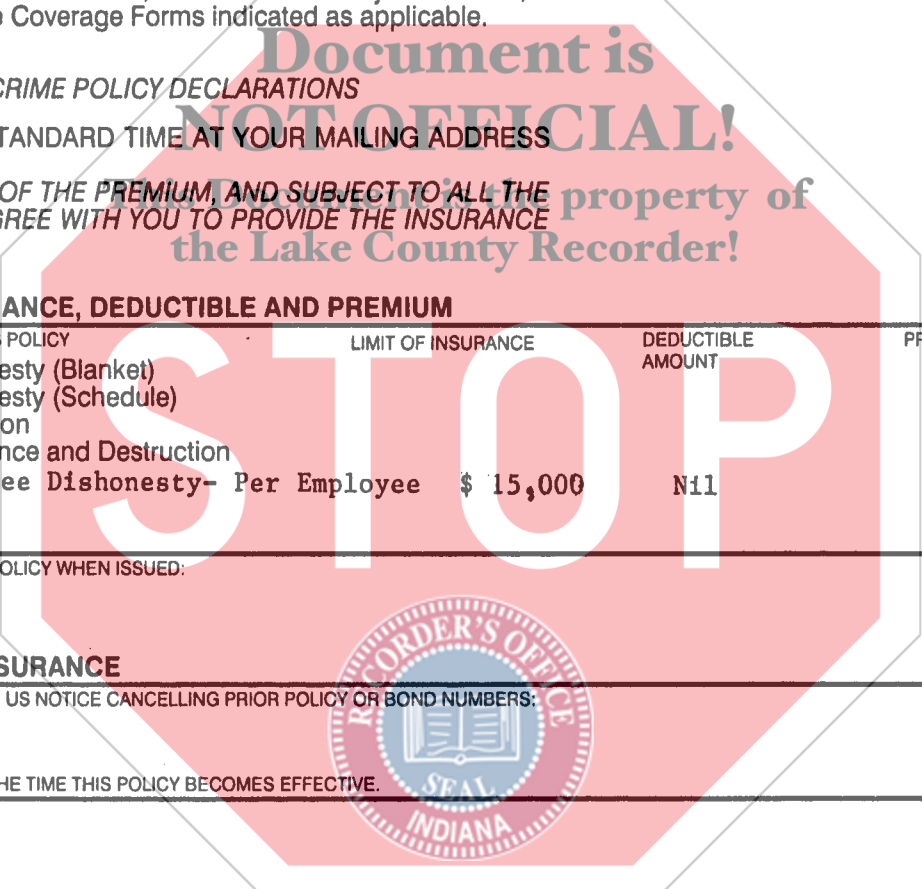 e Coverage Forms indicated as applicable.
Document is
CRIME POLICY DECLARATIONS
NOT OFFICIAL!
TANDARD TIME AT YOUR MAILING ADDRESS
This Document is the property of
OF THE PREMIUM, AND SUBJECT TO ALL THE
GREE WITH YOU TO PROVIDE THE INSURANCE
the Lake County Recorder!
ANCE, DEDUCTIBLE AND PREMIUM
POLICY LIMIT OF INSURANCE DEDUCTIBLE AMOUNT PR
esty (Blanket)
esty (Schedule)
on
nce and Destruction
ee Dishonesty- Per Employee $ 15,000 Nil
STOP
OLICY WHEN ISSUED:
SURANCE
US NOTICE CANCELLING PRIOR POLICY OR BOND NUMBERS:
HE TIME THIS POLICY BECOMES EFFECTIVE.
RECORDER'S OFFICE
SEAL
INDIANA